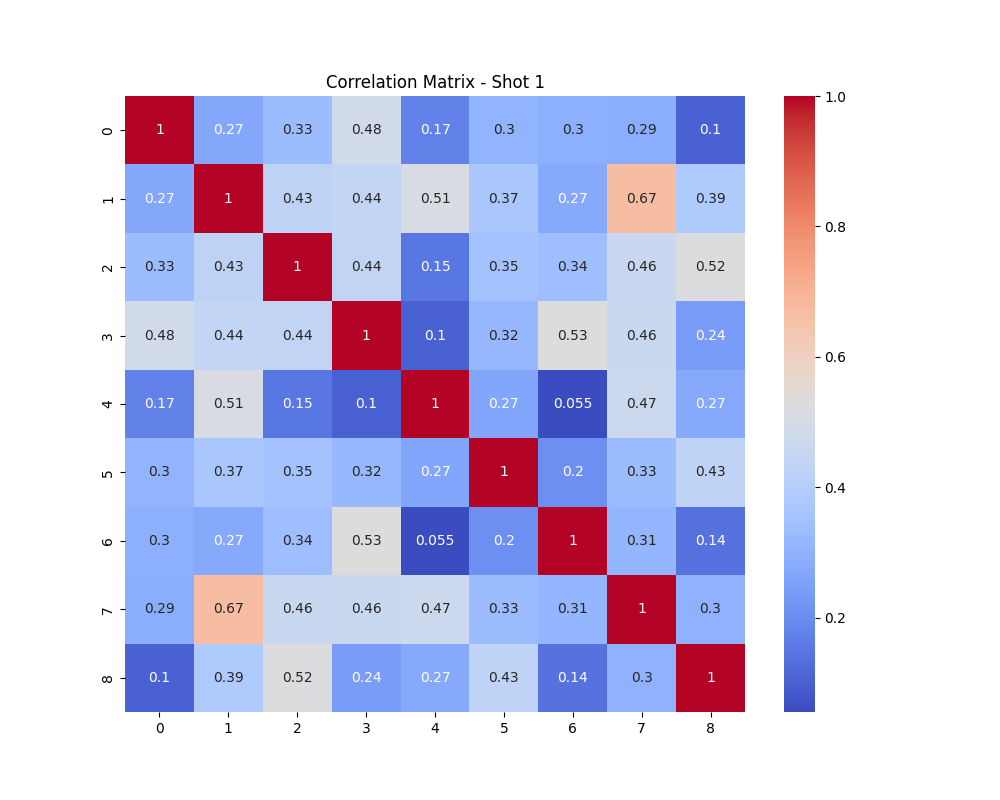 Correlation Matrix - Shot 1
0 1 0.27 0.33 0.48 0.17 0.3 0.3 0.29 0.1
1 0.27 1 0.43 0.44 0.51 0.37 0.27 0.67 0.39
2 0.33 0.43 1 0.44 0.15 0.35 0.34 0.46 0.52
3 0.48 0.44 0.44 1 0.1 0.32 0.53 0.46 0.24
4 0.17 0.51 0.15 0.1 1 0.27 0.055 0.47 0.27
5 0.3 0.37 0.35 0.32 0.27 1 0.2 0.33 0.43
6 0.3 0.27 0.34 0.53 0.055 0.2 1 0.31 0.14
7 0.29 0.67 0.46 0.46 0.47 0.33 0.31 1 0.3
8 0.1 0.39 0.52 0.24 0.27 0.43 0.14 0.3 1
0 1 2 3 4 5 6 7 8
1.0
0.8
0.6
0.4
0.2